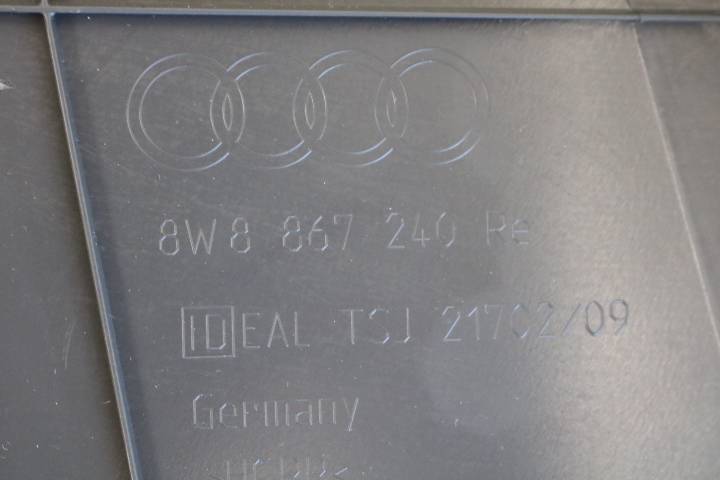 8W8 867 240 Re
IDEAL TSJ 21702/09
Germany